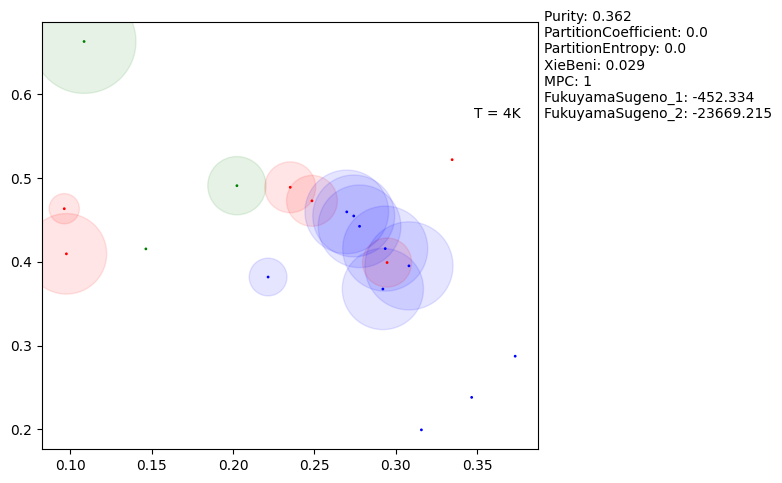 Purity: 0.362
PartitionCoefficient: 0.0
PartitionEntropy: 0.0
XieBeni: 0.029
MPC: 1
FukuyamaSugeno_1: -452.334
FukuyamaSugeno_2: -23669.215
T = 4K
0.6
0.5
0.4
0.3
0.2
0.10 0.15 0.20 0.25 0.30 0.35